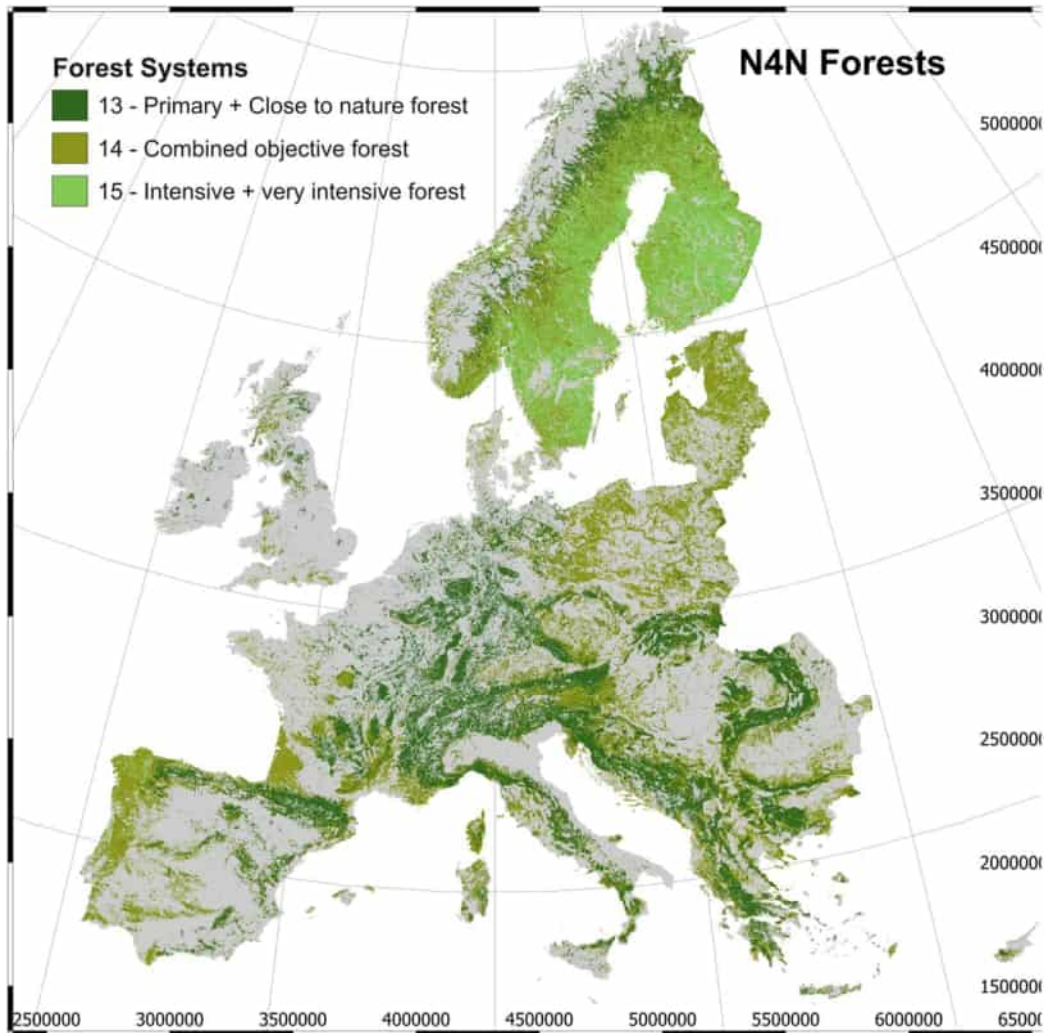 N4N Forests
Forest Systems
13 - Primary + Close to nature forest
14 - Combined objective forest
15 - Intensive + very intensive forest
5000000
4500000
4000000
3500000
3000000
2500000
2000000
1500000
2500000 3000000 3500000 4000000 4500000 5000000 5500000 6000000 6500